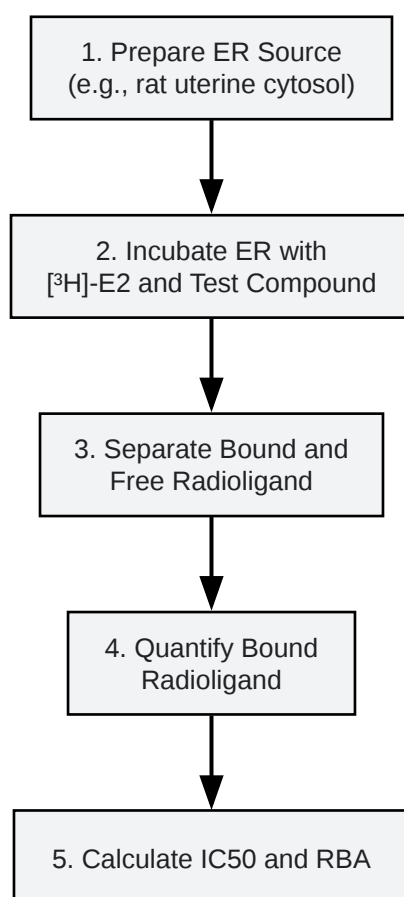 1. Prepare ER Source
(e.g., rat uterine cytosol)
2. Incubate ER with
[³H]-E2 and Test Compound
3. Separate Bound and
Free Radioligand
4. Quantify Bound
Radioligand
5. Calculate IC50 and RBA